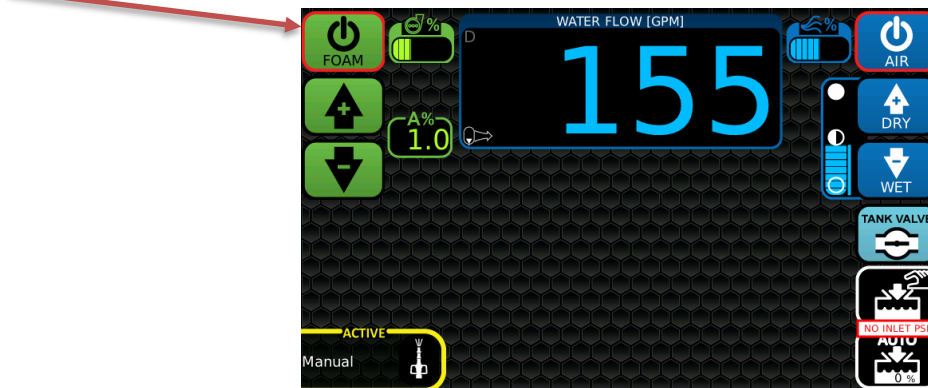 FOAM
%
WATER FLOW [GPM]
D
155
%
AIR
A%
1.0
DRY
WET
TANK VALVE
NO INLET PSI
AUTO
0 %
ACTIVE
Manual